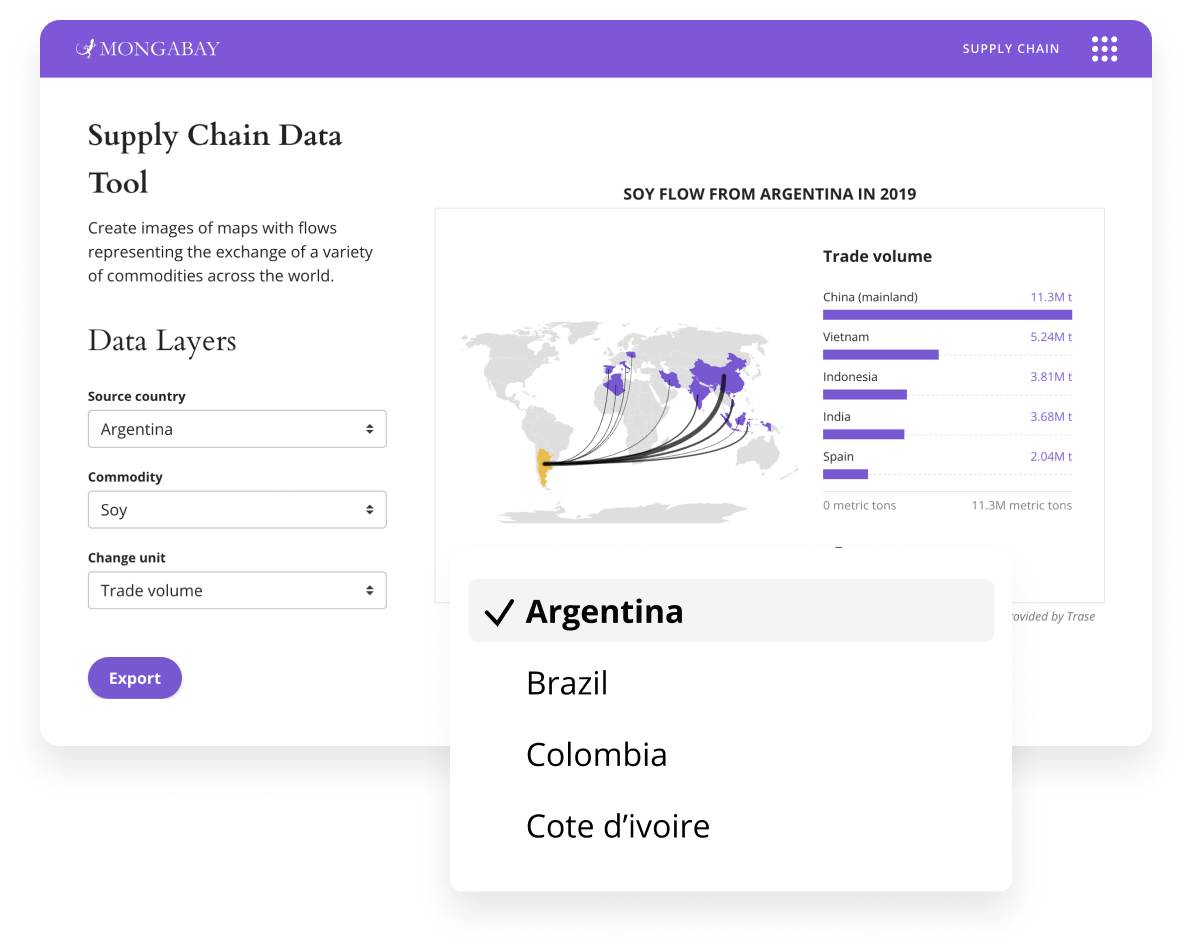 MONGABAY
SUPPLY CHAIN
Supply Chain Data
Tool
Create images of maps with flows
representing the exchange of a variety
of commodities across the world.
Data Layers
Source country
Argentina
Commodity
Soy
Change unit
Trade volume
Export
SOY FLOW FROM ARGENTINA IN 2019
Trade volume
China (mainland) 11.3M t
Vietnam 5.24M t
Indonesia 3.81M t
India 3.68M t
Spain 2.04M t
0 metric tons 11.3M metric tons
by Trase
Argentina
Brazil
Colombia
Cote d’ivoire